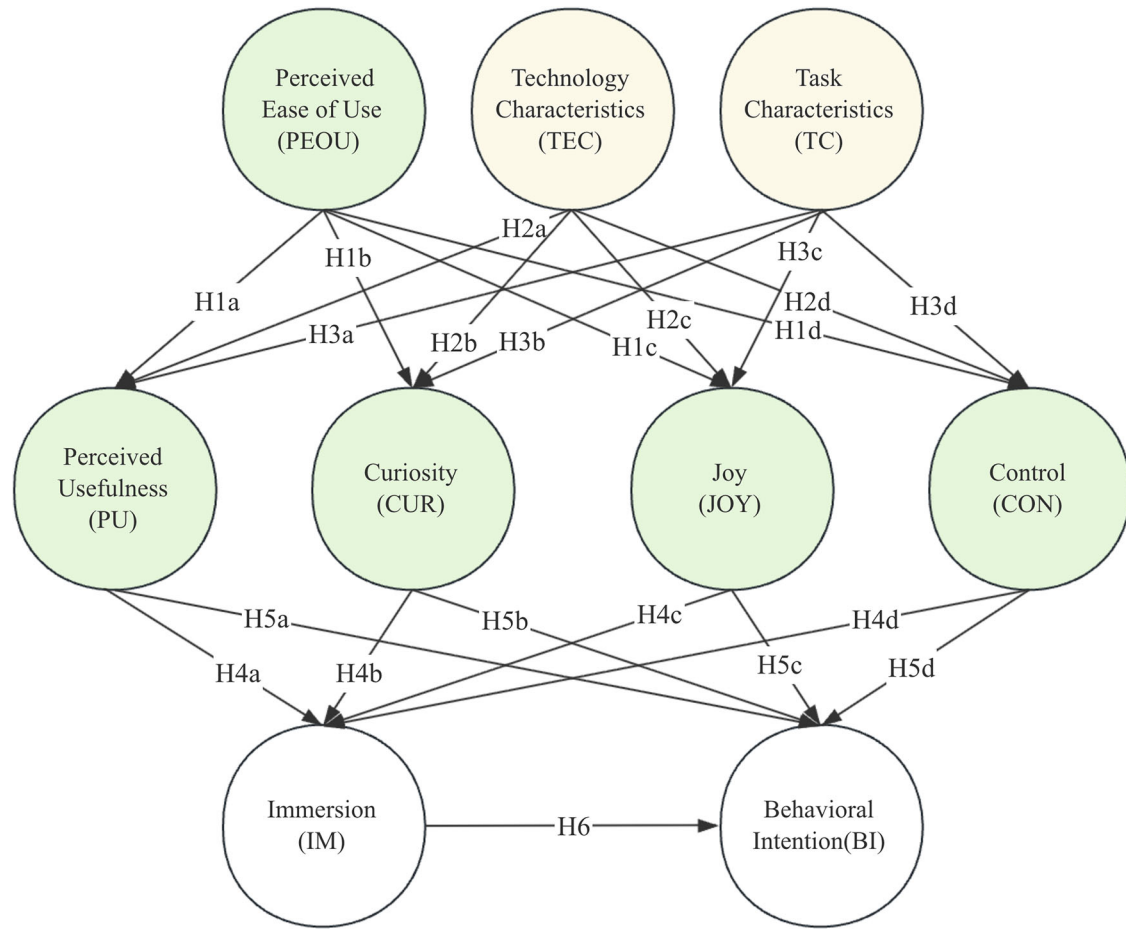 Perceived
Ease of Use
(PEOU)
Technology
Characteristics
(TEC)
Task
Characteristics
(TC)
H2a
H1b
H3c
H1a
H2d
H3d
H3a
H2c
H1d
H2b
H3b
H1c
Perceived
Usefulness
(PU)
Curiosity
(CUR)
Joy
(JOY)
Control
(CON)
H5a
H5b
H4c
H4d
H4a
H4b
H5c
H5d
Immersion
(IM)
H6
Behavioral
Intention(BI)